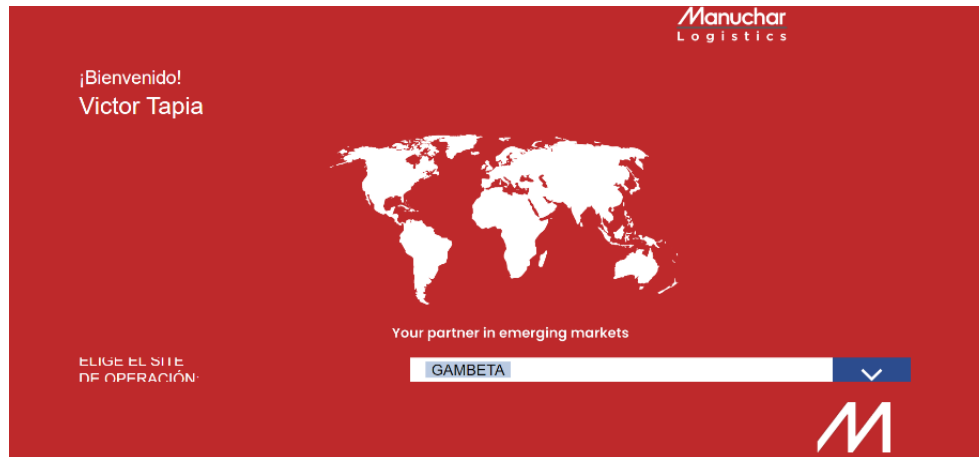 Manuchar
Logistics
¡Bienvenido!
Victor Tapia
Your partner in emerging markets
ELIGE EL SITE
DE OPERACIÓN:
GAMBETA